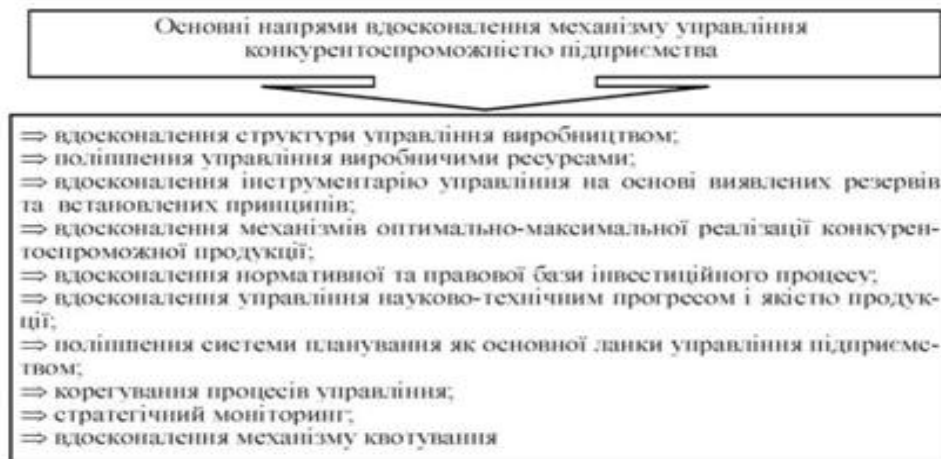 Основні напрями вдосконалення механізму управління
конкурентоспроможністю підприємства
⇒ вдосконалення структури управління виробництвом;
⇒ поліпшення управління виробничими ресурсами;
⇒ вдосконалення інструментарію управління на основі виявлених резервів
та встановлених принципів;
⇒ вдосконалення механізмів оптимально-максимальної реалізації конкурен-
тоспроможної продукції;
⇒ вдосконалення нормативної та правової бази інвестиційного процесу;
⇒ вдосконалення управління науково-технічним прогресом і якістю продук-
ції;
⇒ поліпшення системи планування як основної ланки управління підприємс-
твом;
⇒ корегування процесів управління;
⇒ стратегічний моніторинг;
⇒ вдосконалення механізму квотування